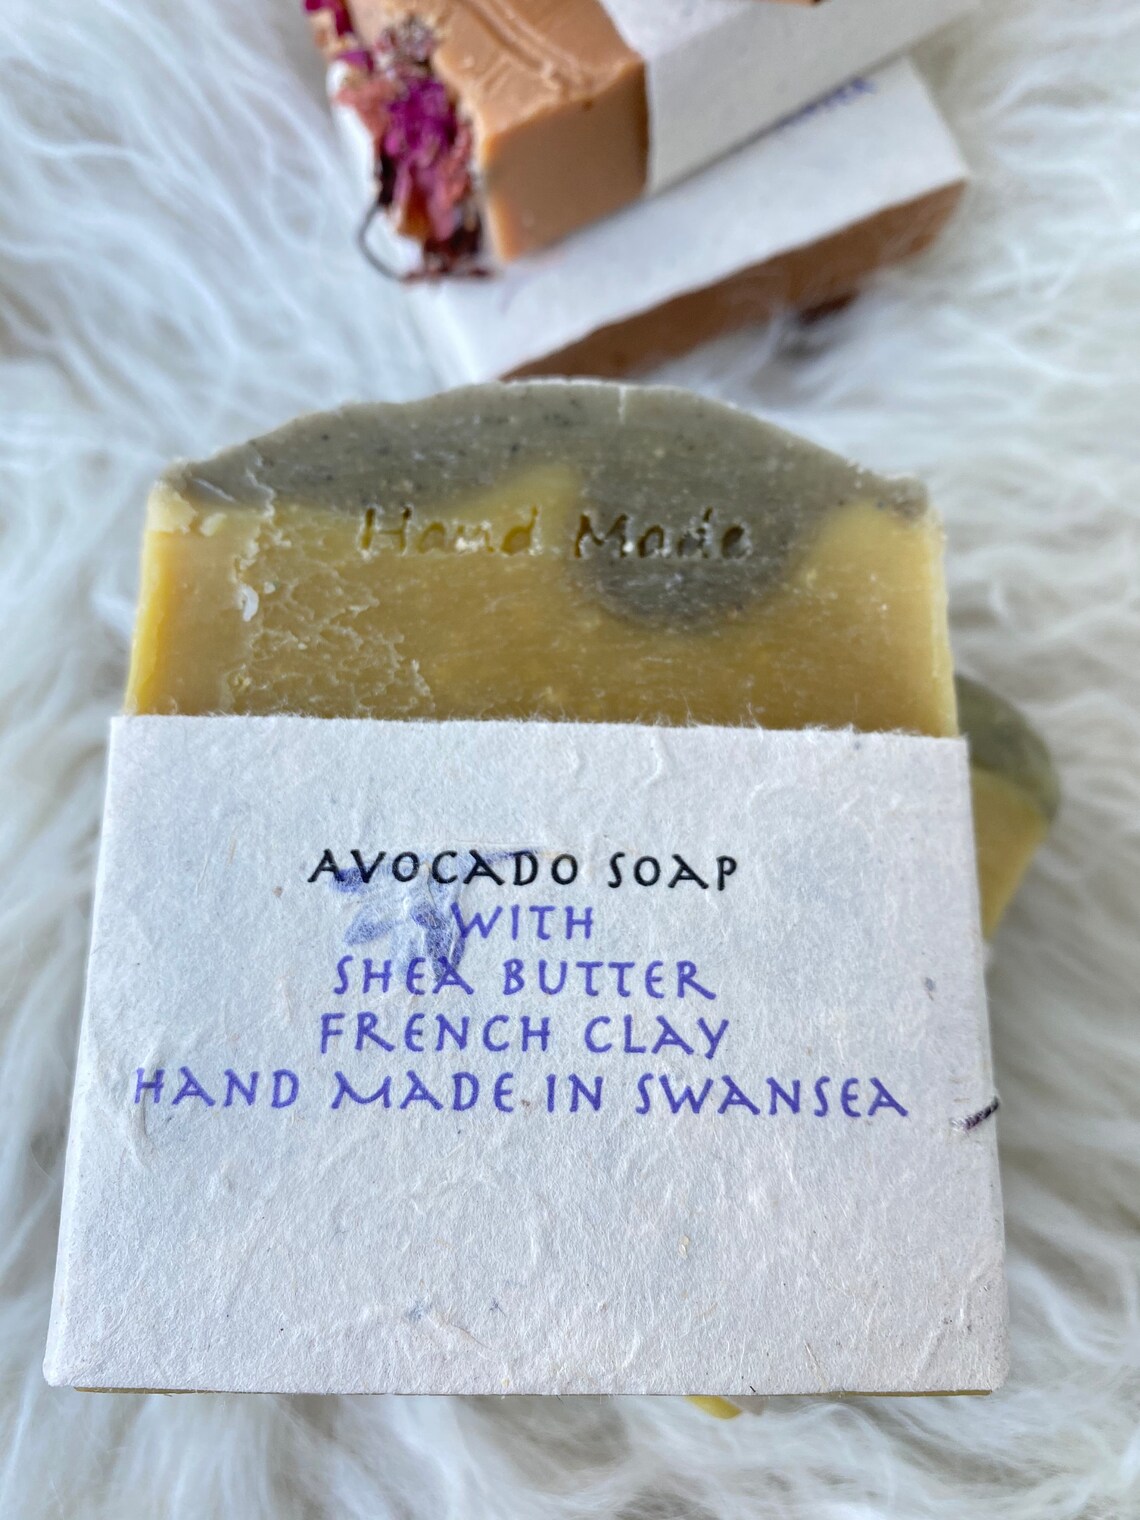 Hand Made
AVOCADO SOAP
WITH
SHEA BUTTER
FRENCH CLAY
HAND MADE IN SWANSEA